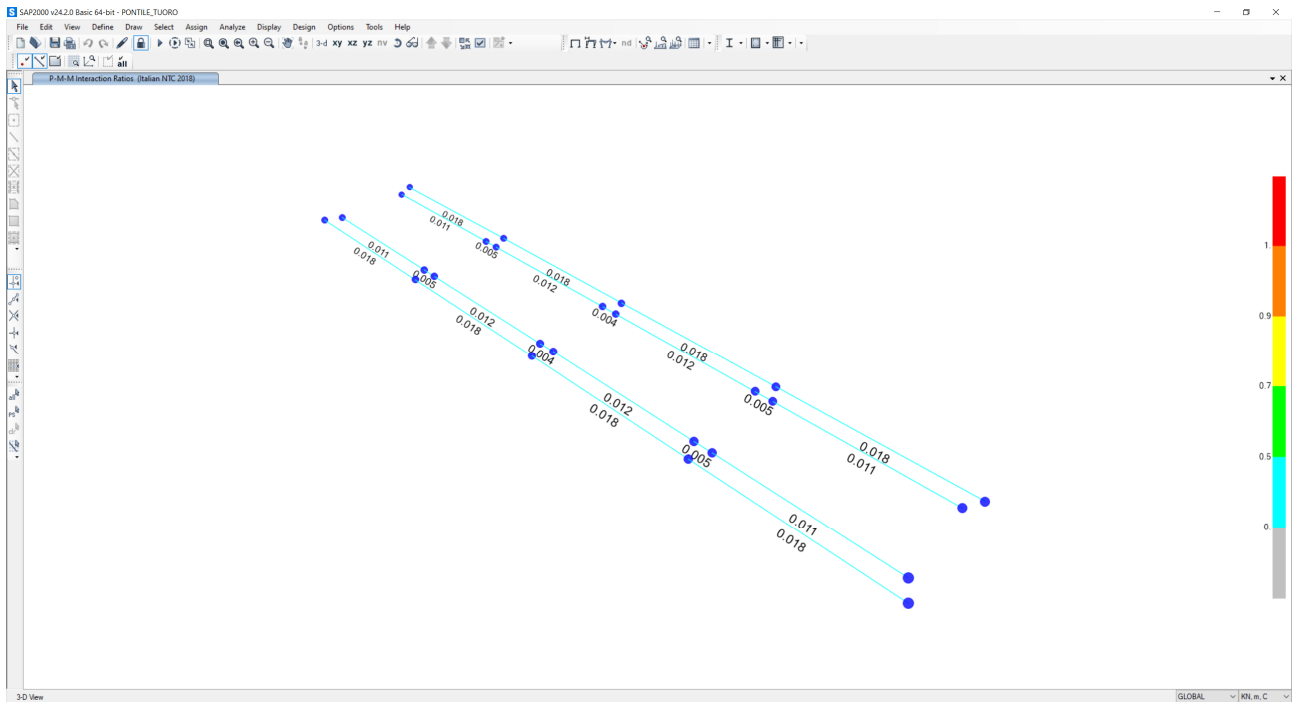 SAP2000 v24.2.0 Basic 64-bit - PONTILE_TUORO
File Edit View Define Draw Select Assign Analyze Display Design Options Tools Help
3-d xy xz yz nv nd
all
P-M-M Interaction Ratios (Italian NTC 2018)
0.018
0.011
0.005
0.011
0.018
0.005
0.018
0.012
0.004
0.012
0.018
0.004
0.018
0.012
0.005
0.012
0.018
0.005
0.018
0.011
0.011
0.018
1.
0.9
0.7
0.5
0.
all
PS
3-D View
GLOBAL
KN, m, C